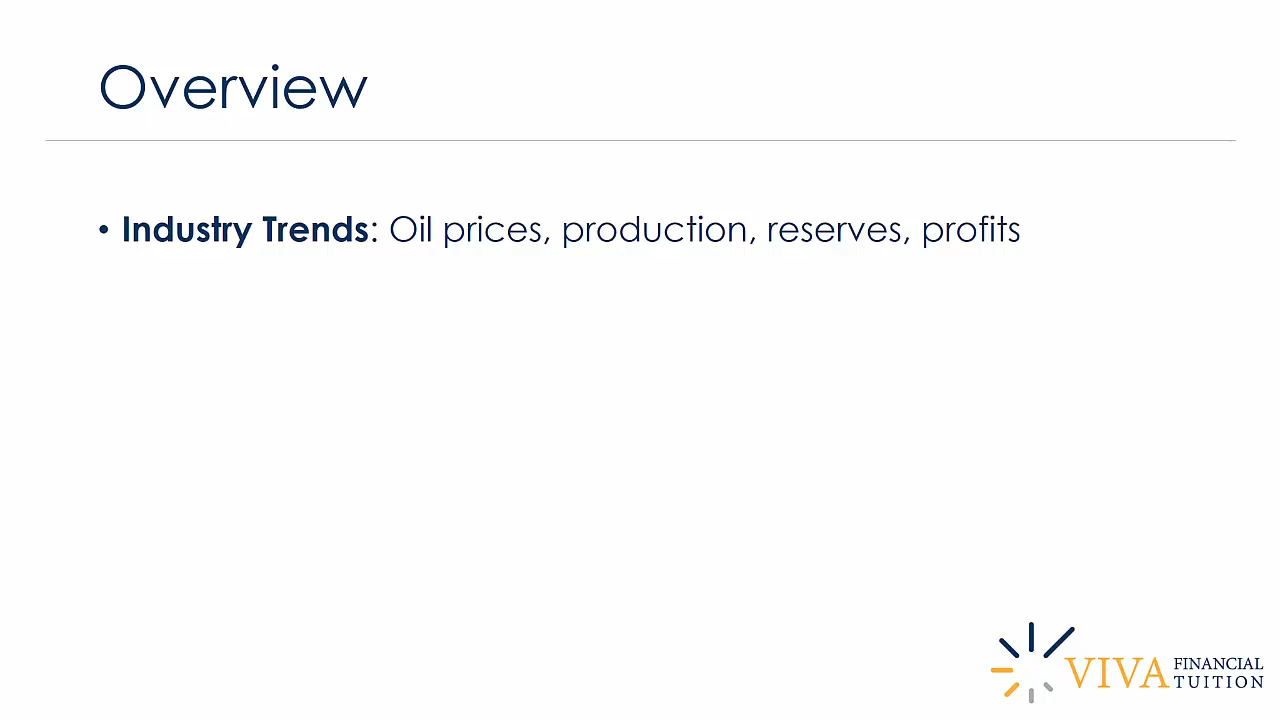 Overview
• Industry Trends: Oil prices, production, reserves, profits
VIVA FINANCIAL
TUITION